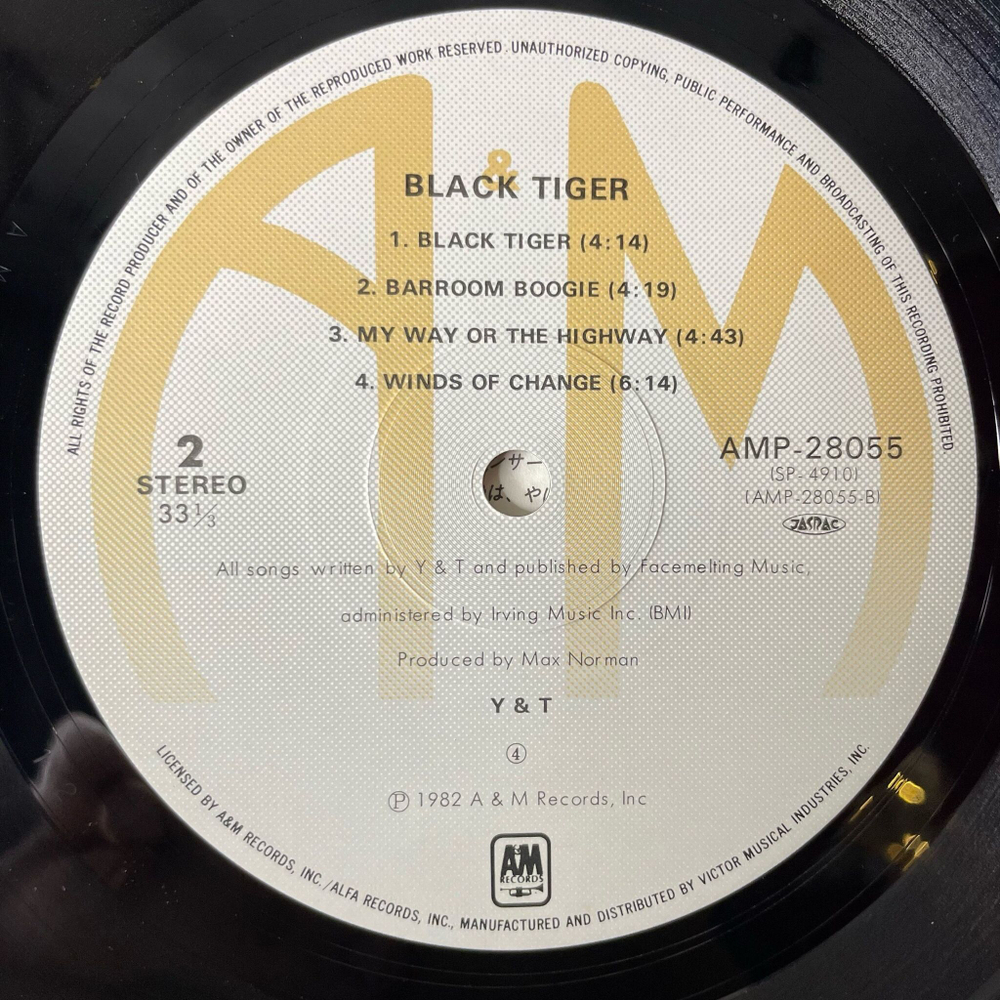 ALL RIGHTS OF THE RECORD PRODUCER AND OF THE OWNER OF THE REPRODUCED WORK RESERVED. UNAUTHORIZED COPYING, PUBLIC PERFORMANCE AND BROADCASTING OF THIS RECORDING PROHIBITED.
A & M
BLACK TIGER
1. BLACK TIGER (4:14)
2. BARROOM BOOGIE (4:19)
3. MY WAY OR THE HIGHWAY (4:43)
4. WINDS OF CHANGE (6:14)
2
STEREO
33⅓
AMP-28055
(SP-4910)
(AMP-28055-B)
JASRAC
ンサー
は、や
All songs written by Y & T and published by Facemelting Music,
administered by Irving Music Inc. (BMI)
Produced by Max Norman
Y & T
④
℗ 1982 A & M Records, Inc
A&M
RECORDS
LICENSED BY A&M RECORDS, INC./ALFA RECORDS, INC., MANUFACTURED AND DISTRIBUTED BY VICTOR MUSICAL INDUSTRIES, INC.